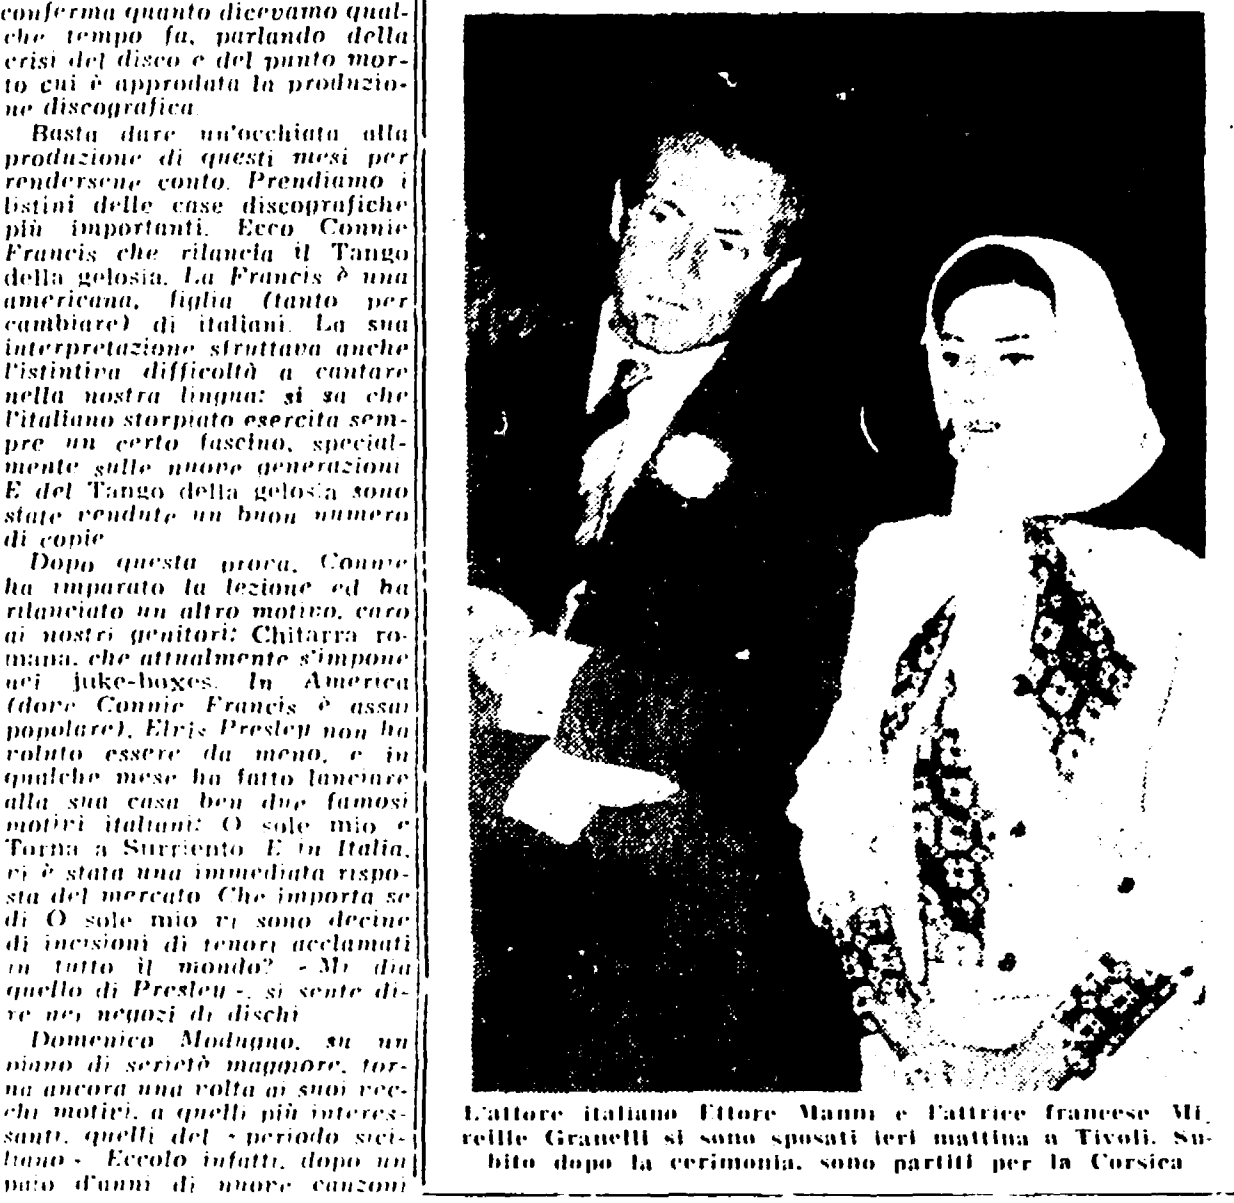 conferma quanto dicevamo qual-
che tempo fa, parlando della
crisi del disco e del punto mor-
to cui è approdata la produzio-
ne discografica.
Basta dare un'occhiata alla
produzione di questi mesi per
rendersene conto. Prendiamo i
listini delle case discografiche
più importanti. Ecco Connie
Francis che rilancia il Tango
della gelosia. La Francis è una
americana, figlia (tanto per
cambiare) di italiani. La sua
interpretazione sfruttava anche
l'istintiva difficoltà a cantare
nella nostra lingua: si sa che
l'italiano storpiato esercita sem-
pre un certo fascino, special-
mente sulle nuove generazioni.
E del Tango della gelosia sono
state vendute un buon numero
di copie
Dopo questa prova, Connie
ha imparato la lezione ed ha
rilanciato un altro motivo, caro
ai nostri genitori: Chitarra ro-
mana, che attualmente s'impone
nei juke-boxes. In America
(dove Connie Francis è assai
popolare), Elvis Presley non ha
voluto essere da meno, e in
qualche mese ha fatto lanciare
alla sua casa ben due famosi
motivi italiani: O sole mio e
Torna a Surriento. E in Italia,
vi è stata una immediata rispo-
sta del mercato. Che importa se
di O sole mio vi sono decine
di incisioni di tenori acclamati
in tutto il mondo? - Mi dia
quello di Presley -, si sente di-
re nei negozi di dischi
Domenico Modugno, su un
piano di serietà maggiore, tor-
na ancora una volta ai suoi vec-
chi motivi, a quelli più interes-
santi, quelli del - periodo sici-
liano - Eccolo infatti, dopo un
paio d'anni di nuove canzoni
L'attore italiano Ettore Manni e l'attrice francese Mi-
reille Granelli si sono sposati ieri mattina a Tivoli. Su-
bito dopo la cerimonia, sono partiti per la Corsica